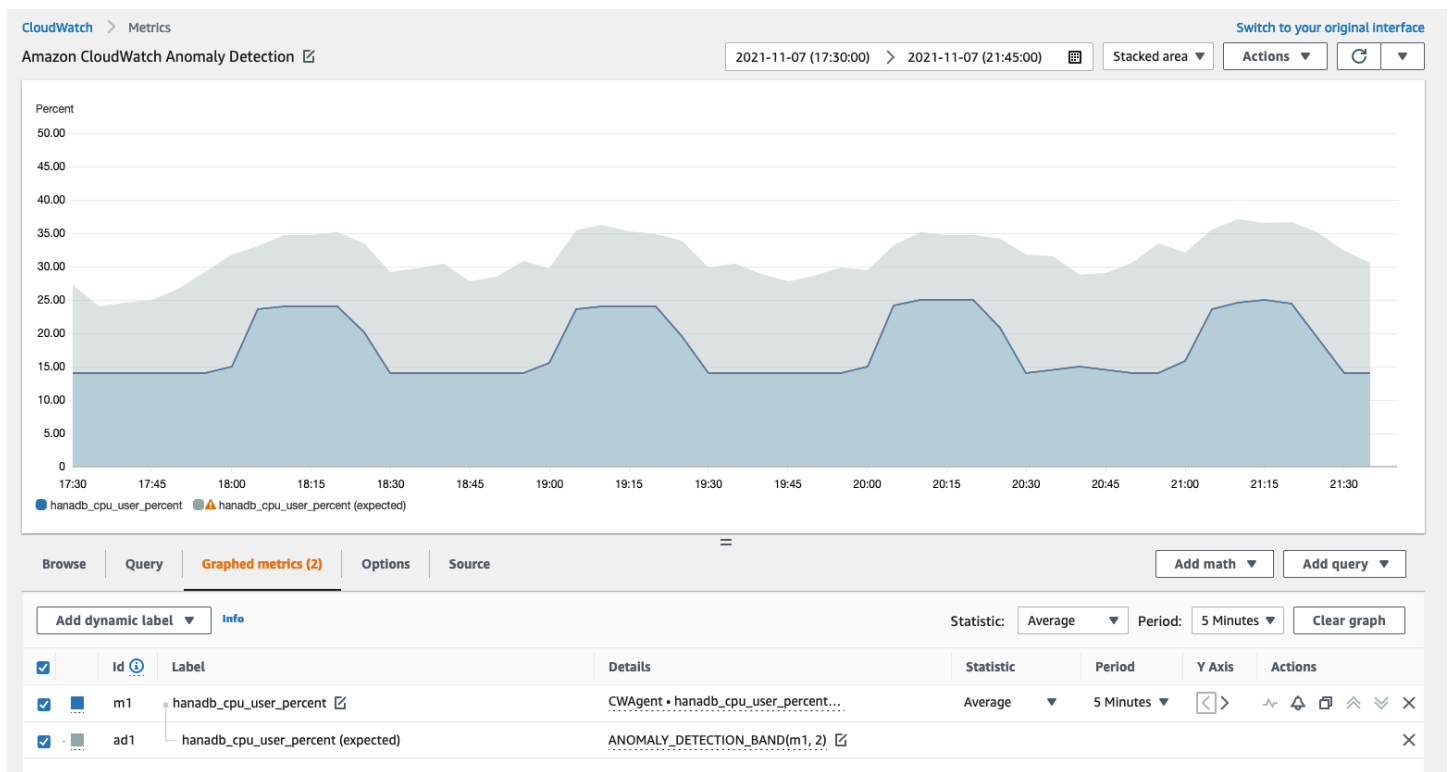 CloudWatch > Metrics
Switch to your original interface
Amazon CloudWatch Anomaly Detection
2021-11-07 (17:30:00) > 2021-11-07 (21:45:00)
Stacked area
Actions
Percent
50.00
45.00
40.00
35.00
30.00
25.00
20.00
15.00
10.00
5.00
0
17:30 17:45 18:00 18:15 18:30 18:45 19:00 19:15 19:30 19:45 20:00 20:15 20:30 20:45 21:00 21:15 21:30
hanadb_cpu_user_percent hanadb_cpu_user_percent (expected)
Browse Query Graphed metrics (2) Options Source Add math Add query
Add dynamic label Info Statistic: Average Period: 5 Minutes Clear graph
Id Label Details Statistic Period Y Axis Actions
m1 hanadb_cpu_user_percent CWAgent • hanadb_cpu_user_percent... Average 5 Minutes
ad1 hanadb_cpu_user_percent (expected) ANOMALY_DETECTION_BAND(m1, 2)